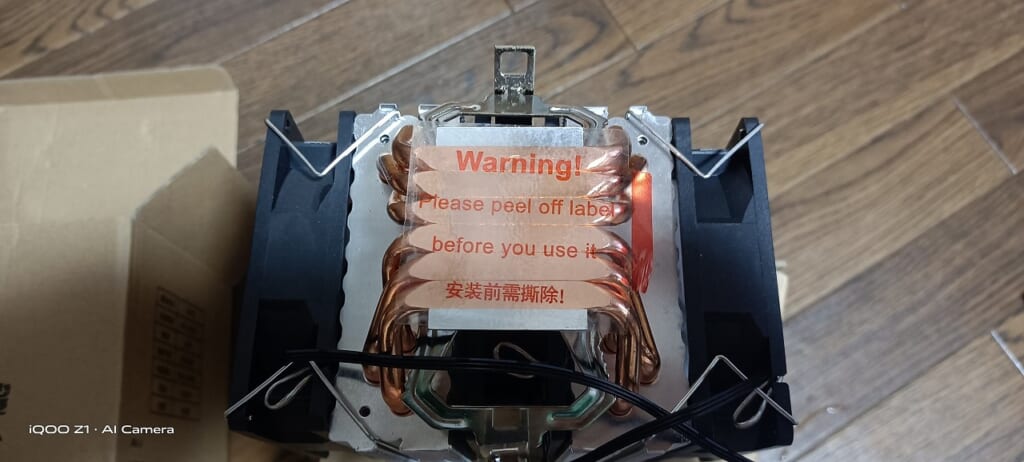 Warning!
Please peel off label
before you use it
安装前需撕除!
iQOO Z1 · AI Camera